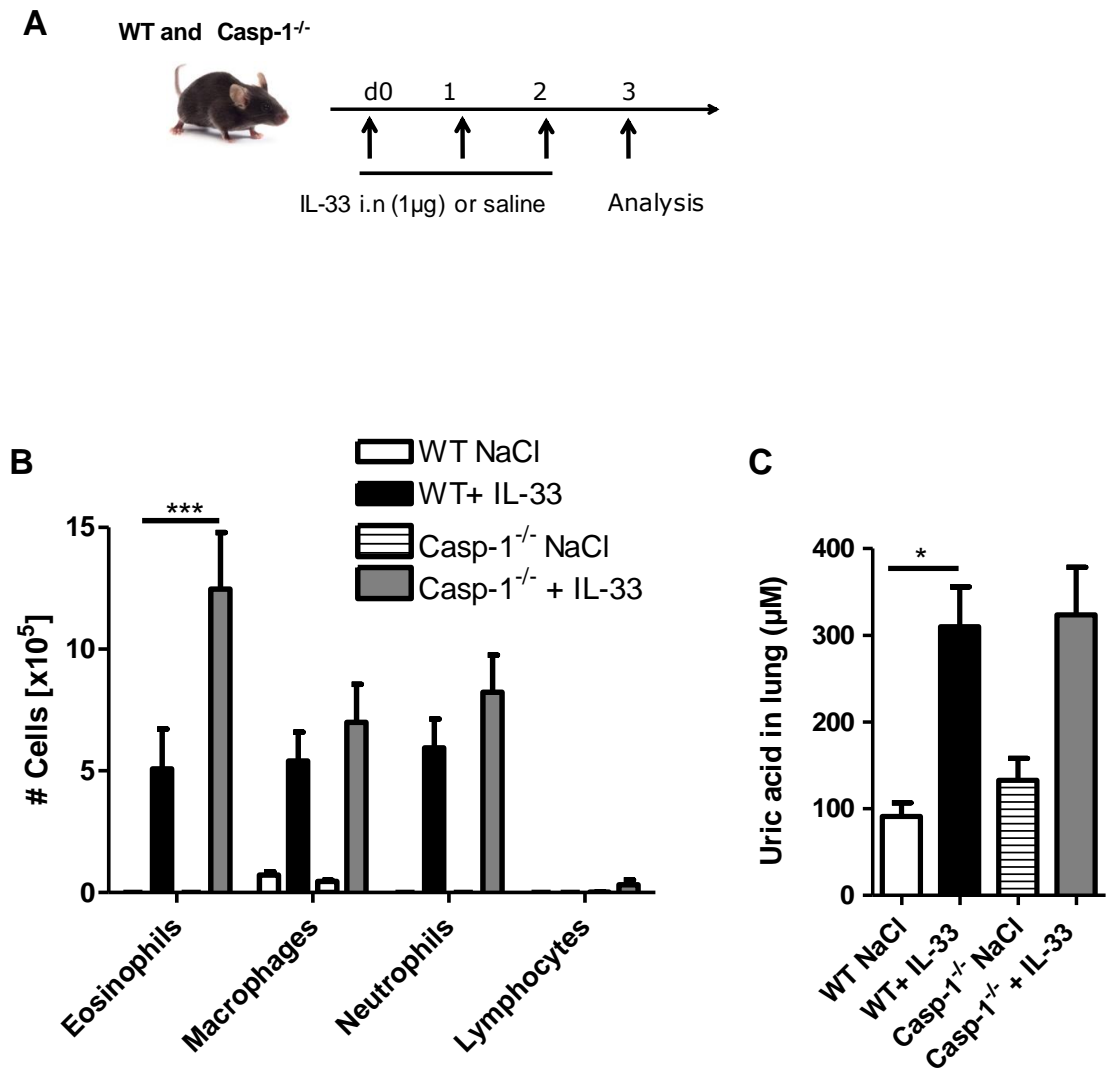 A
WT and Casp-1-/-
d0 1 2 3
IL-33 i.n (1µg) or saline Analysis
B
WT NaCl
WT+ IL-33
Casp-1-/- NaCl
Casp-1-/- + IL-33
***
15
10
5
0
# Cells [x10⁵]
Eosinophils
Macrophages
Neutrophils
Lymphocytes
C
*
400
300
200
100
0
Uric acid in lung (µM)
WT NaCl
WT+ IL-33
Casp-1-/- NaCl
Casp-1-/- + IL-33